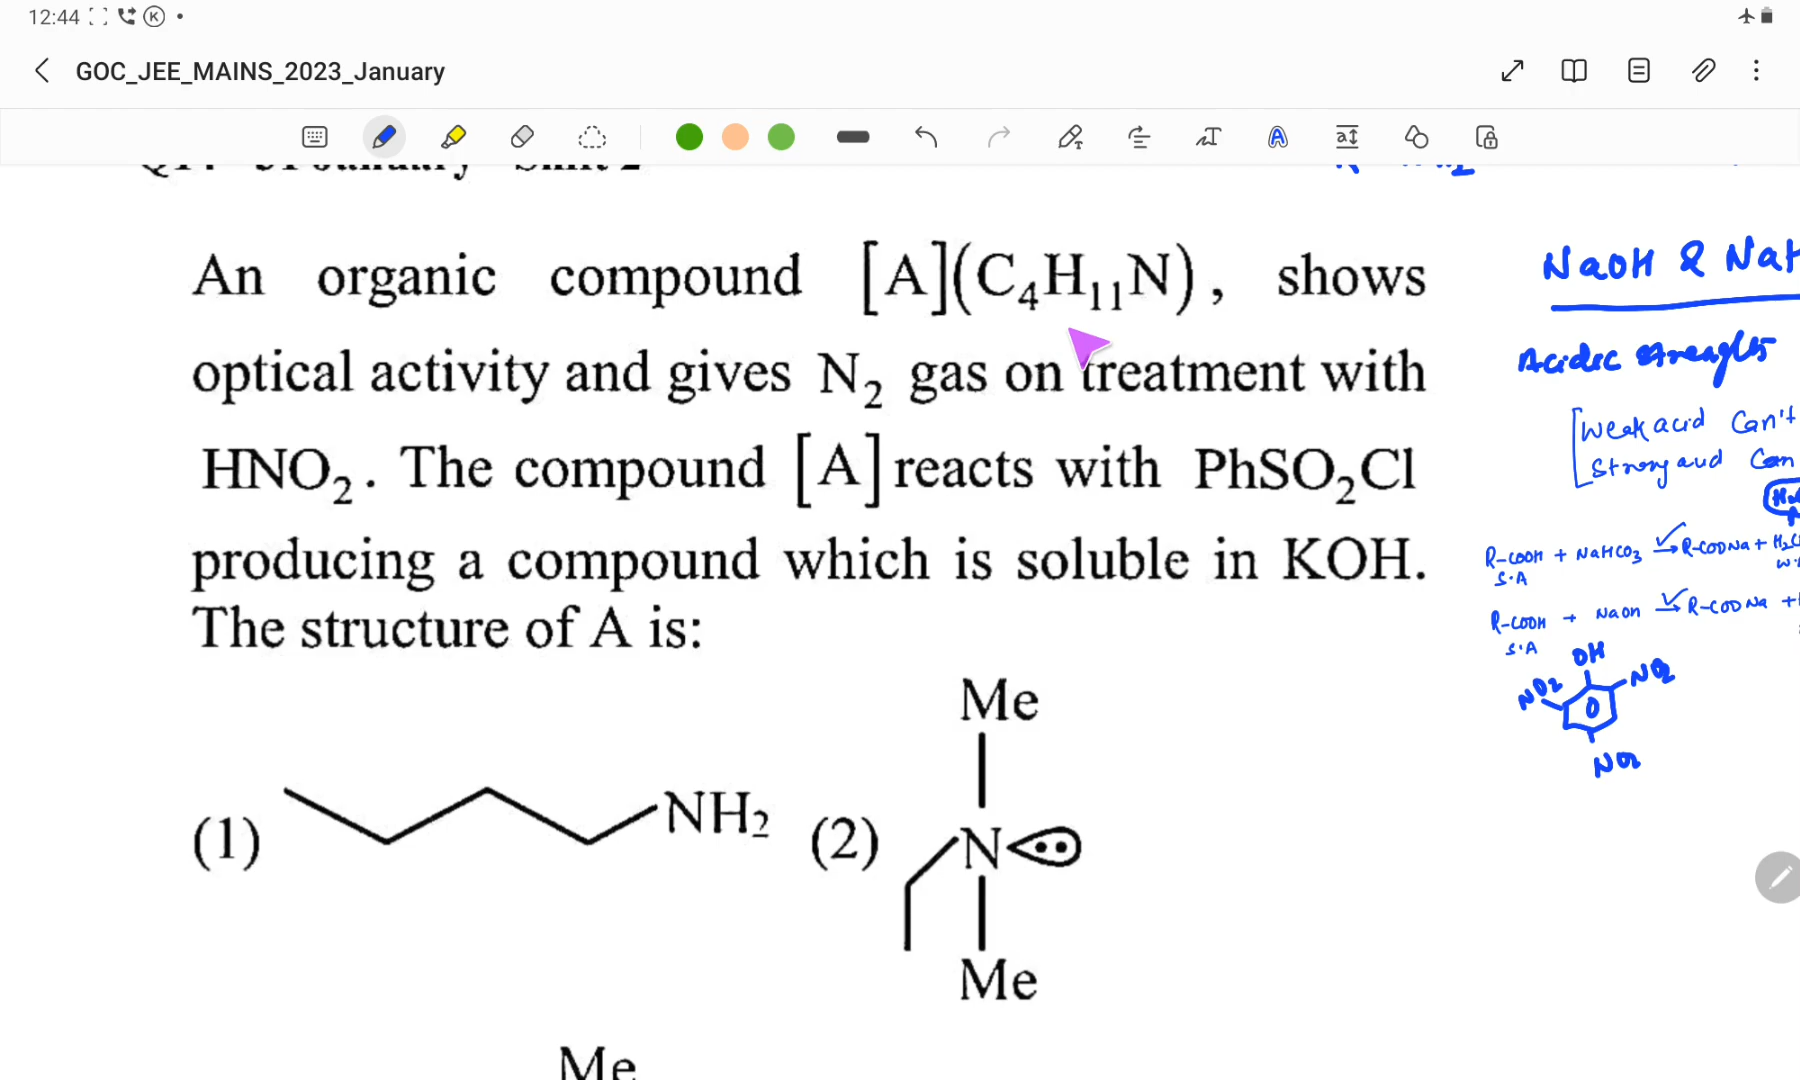 12:44
GOC_JEE_MAINS_2023_January
An organic compound [A](C₄H₁₁N), shows
optical activity and gives N₂ gas on treatment with
HNO₂. The compound [A] reacts with PhSO₂Cl
producing a compound which is soluble in KOH.
The structure of A is:
(1) NH₂ (2) Me
N
Me
Me
NaOH & NaH
Acidic strength
Weak acid Can't
Strong acid Can
R-COOH + NaHCO₃ → R-COONa +
S.A
R-COOH + NaOH → R-COONa +
S.A
OH
NO₂ NO₂
NO₂